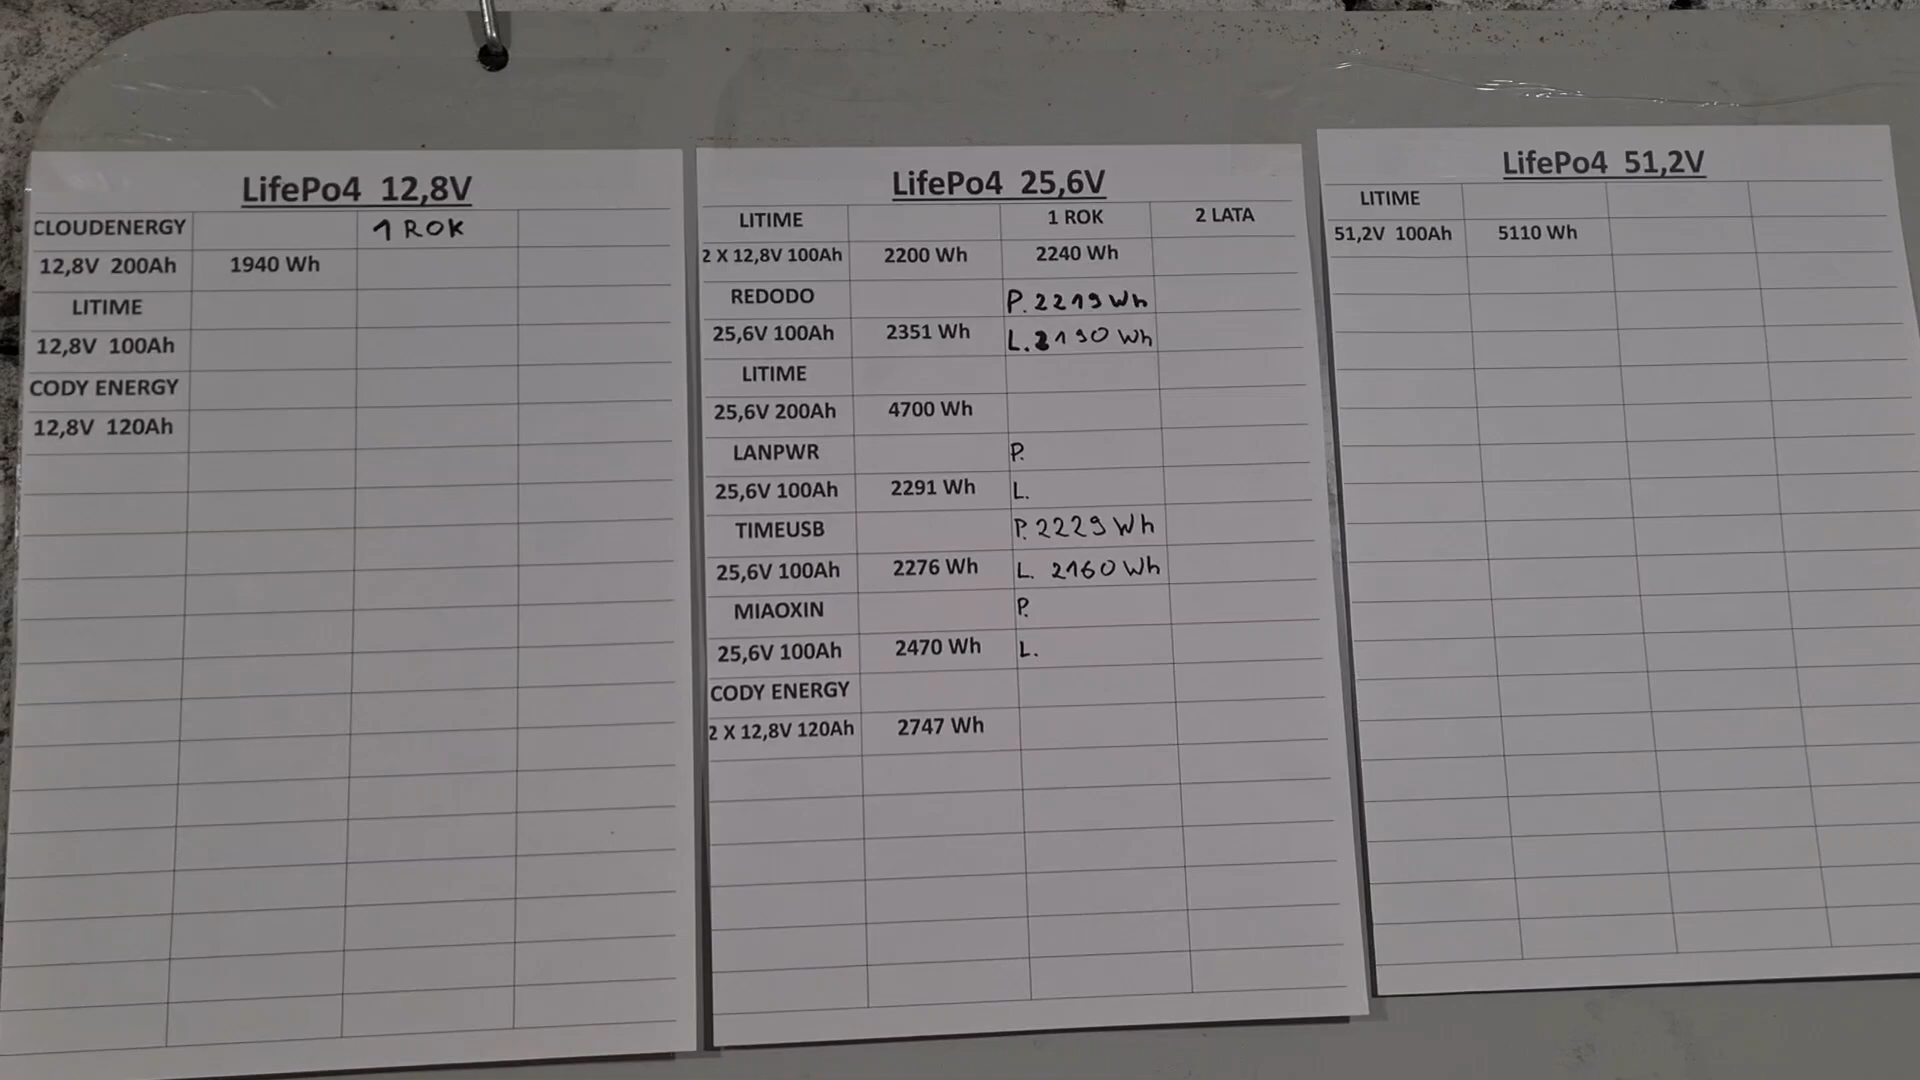 LifePo4 12,8V
CLOUDENERGY 1 ROK
12,8V 200Ah 1940 Wh
LITIME
12,8V 100Ah
CODY ENERGY
12,8V 120Ah
LifePo4 25,6V
LITIME 1 ROK 2 LATA
2 X 12,8V 100Ah 2200 Wh 2240 Wh
REDODO P. 2219 Wh
25,6V 100Ah 2351 Wh L. 2190 Wh
LITIME
25,6V 200Ah 4700 Wh
LANPWR P.
25,6V 100Ah 2291 Wh L.
TIMEUSB P. 2229 Wh
25,6V 100Ah 2276 Wh L. 2160 Wh
MIAOXIN P.
25,6V 100Ah 2470 Wh L.
CODY ENERGY
2 X 12,8V 120Ah 2747 Wh
LifePo4 51,2V
LITIME
51,2V 100Ah 5110 Wh